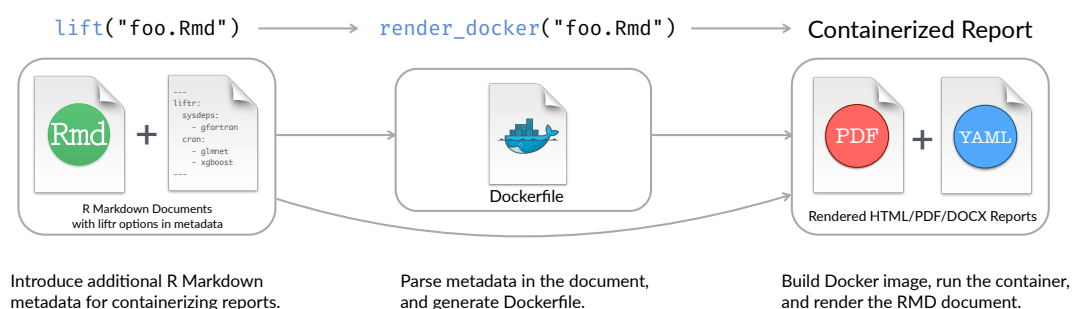 lift("foo.Rmd")
render_docker("foo.Rmd")
Containerized Report
Rmd
+
---
liftr:
  sysdeps:
    - gfortran
  cran:
    - glmnet
    - xgboost
---
R Markdown Documents
with liftr options in metadata
Dockerfile
PDF
+
YAML
Rendered HTML/PDF/DOCX Reports
Introduce additional R Markdown
metadata for containerizing reports.
Parse metadata in the document,
and generate Dockerfile.
Build Docker image, run the container,
and render the RMD document.